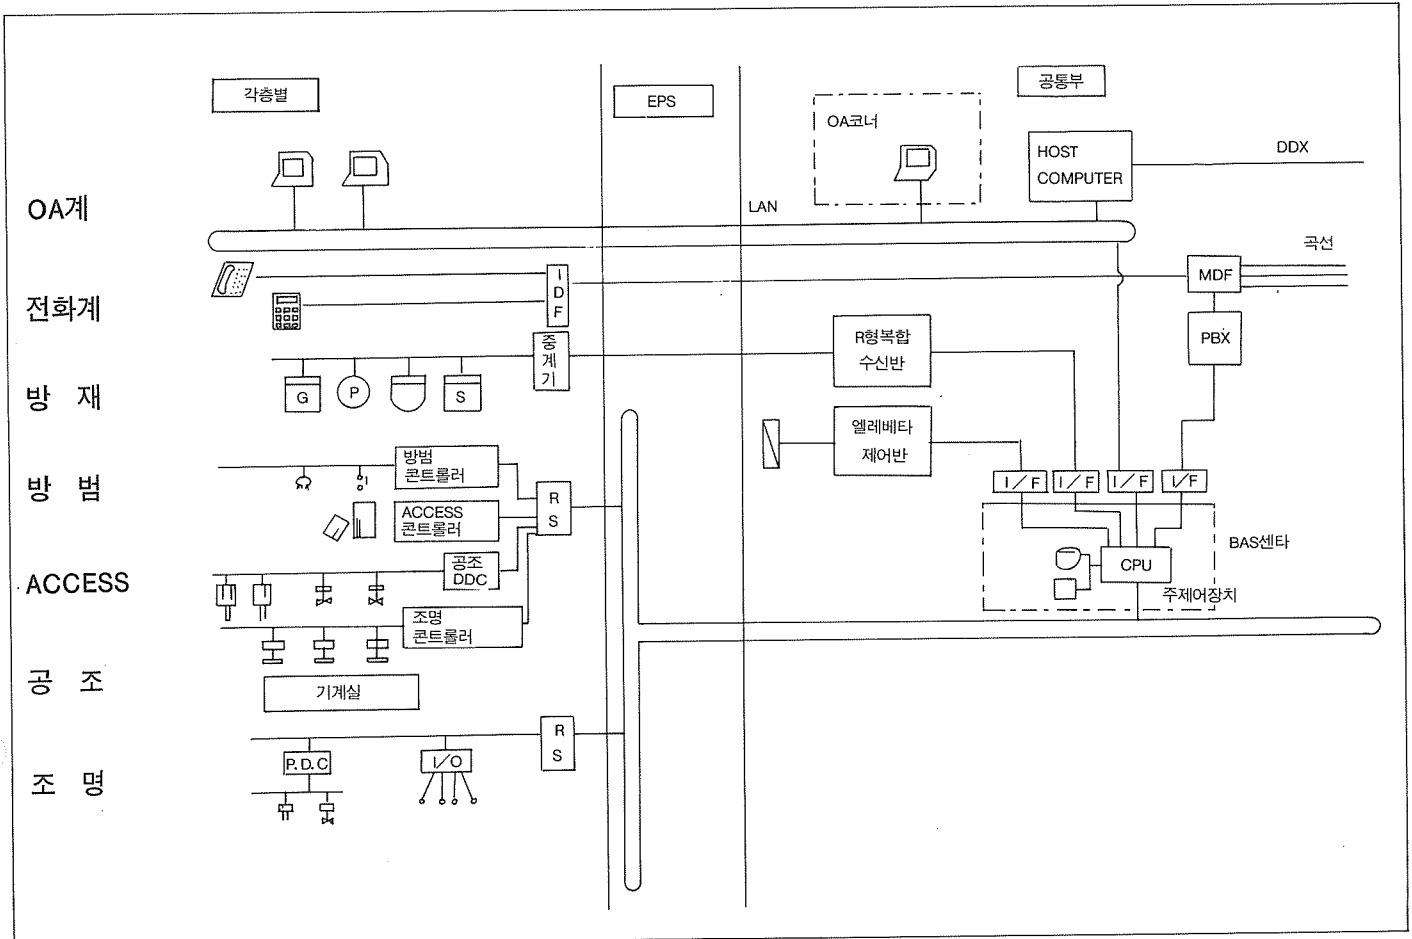 각층별
EPS
공통부
OA코너
HOST
COMPUTER
DDX
OA계
LAN
곡선
I
D
F
MDF
전화계
PBX
중
계
기
R형복합
수신반
G
P
S
방 재
엘레베타
제어반
방범
콘트롤러
I/F
I/F
I/F
I/F
방 범
R
S
ACCESS
콘트롤러
BAS센타
공조
DDC
CPU
ACCESS
주제어장치
조명
콘트롤러
공 조
기계실
R
S
P.D.C
I/O
조 명